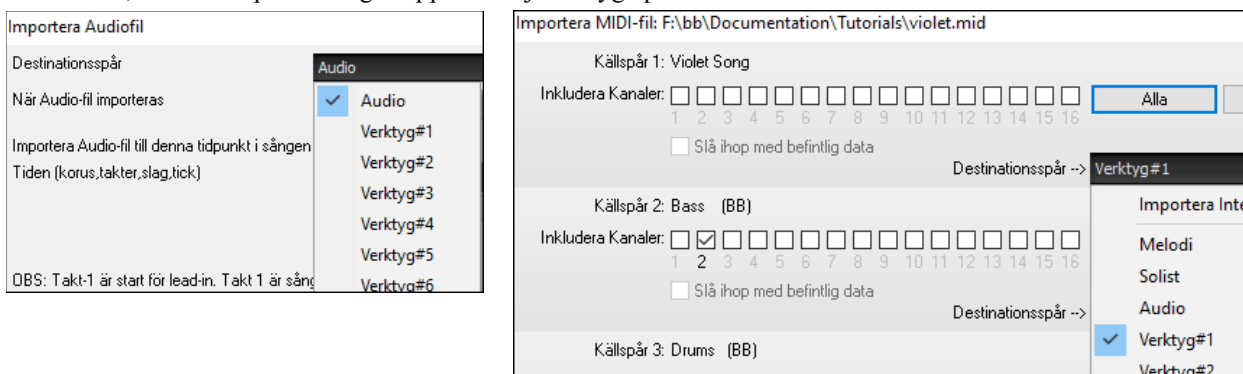 Importera Audiofil
Destinationsspår
Audio
När Audio-fil importeras
Audio
Verktyg#1
Importera Audio-fil till denna tidpunkt i sången
Verktyg#2
Tiden (korus,takter,slag,tick)
Verktyg#3
Verktyg#4
Verktyg#5
OBS: Takt-1 är start för lead-in. Takt 1 är sång
Verktyg#6
Importera MIDI-fil: F:\bb\Documentation\Tutorials\violet.mid
Källspår 1: Violet Song
Inkludera Kanaler:
Alla
1 2 3 4 5 6 7 8 9 10 11 12 13 14 15 16
Slå ihop med befintlig data
Destinationsspår --> Verktyg#1
Källspår 2: Bass (BB)
Importera Inte
Inkludera Kanaler:
Melodi
1 2 3 4 5 6 7 8 9 10 11 12 13 14 15 16
Solist
Slå ihop med befintlig data
Destinationsspår --> Audio
Källspår 3: Drums (BB)
Verktyg#1
Verktyg#2